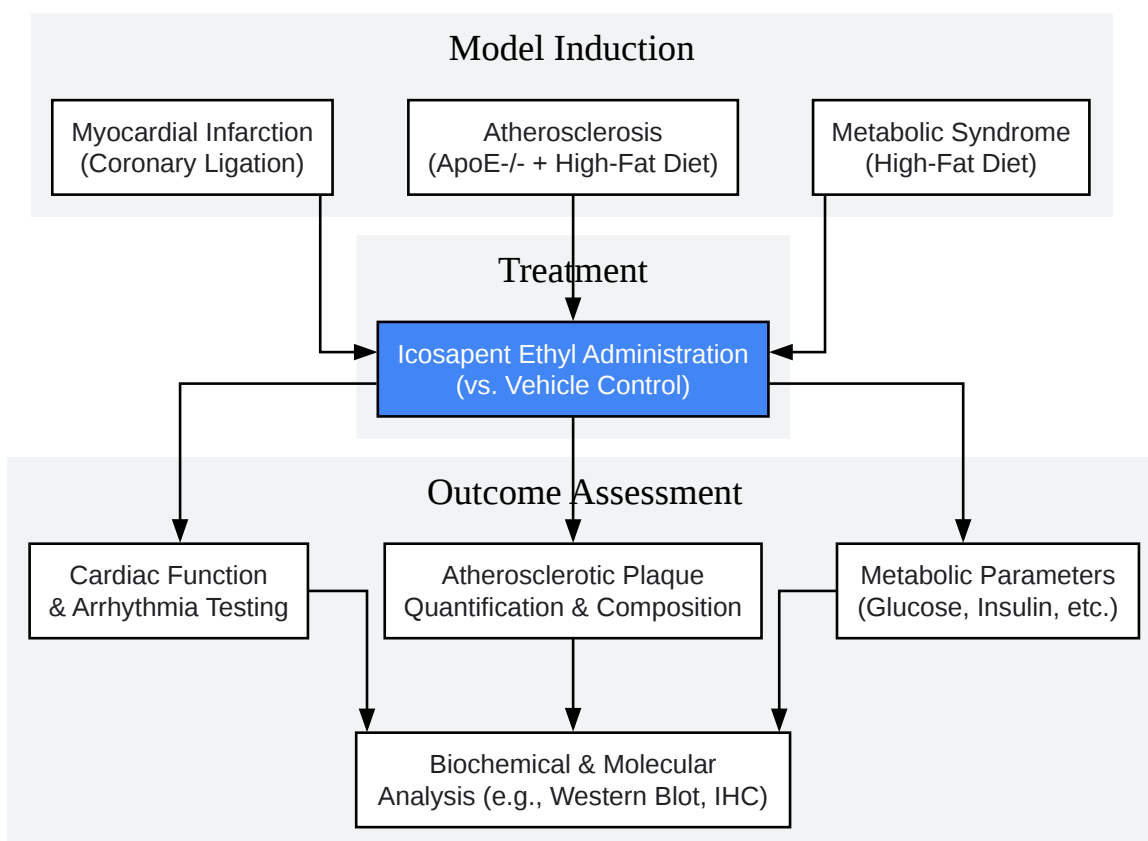 Model Induction
Myocardial Infarction
(Coronary Ligation)
Atherosclerosis
(ApoE-/- + High-Fat Diet)
Metabolic Syndrome
(High-Fat Diet)
Treatment
Icosapent Ethyl Administration
(vs. Vehicle Control)
Outcome Assessment
Cardiac Function
& Arrhythmia Testing
Atherosclerotic Plaque
Quantification & Composition
Metabolic Parameters
(Glucose, Insulin, etc.)
Biochemical & Molecular
Analysis (e.g., Western Blot, IHC)